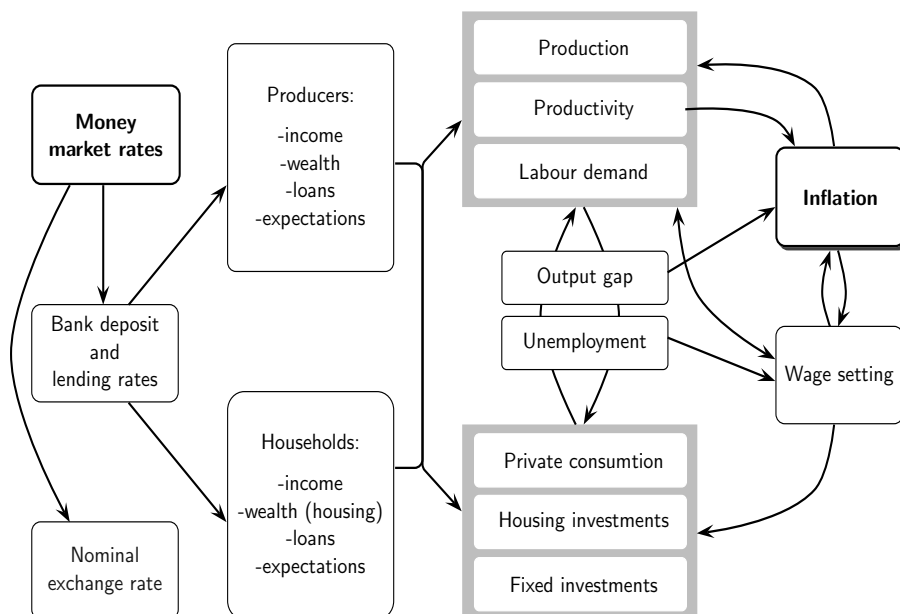 Money
market rates
Bank deposit
and
lending rates
Nominal
exchange rate
Producers:
-income
-wealth
-loans
-expectations
Households:
-income
-wealth (housing)
-loans
-expectations
Production
Productivity
Labour demand
Output gap
Unemployment
Private consumtion
Housing investments
Fixed investments
Inflation
Wage setting